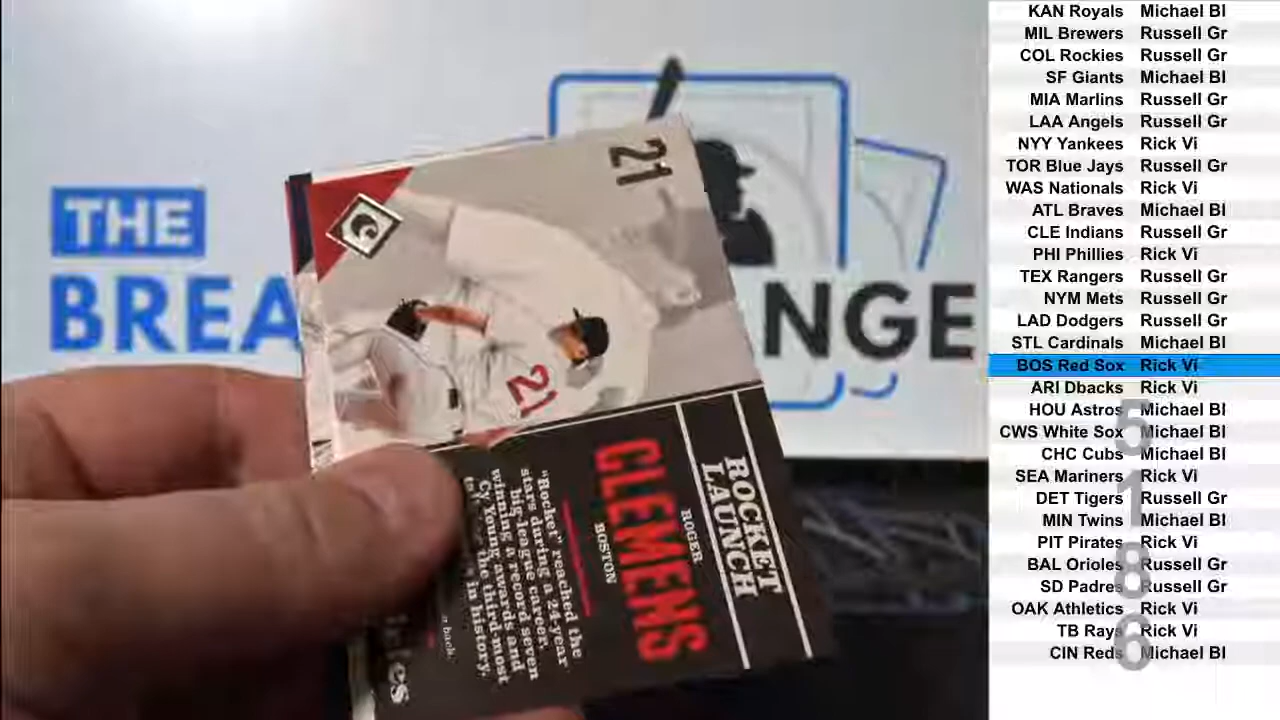 THE
BREA NGE
21
21
ROCKET
LAUNCH
ROGER
CLEMENS
BOSTON
"Rocket" reached the
stars during a 24-year
big-league career,
winning a record seven
Cy Young awards and
the third-most
in history.
back.
KAN Royals Michael Bl
MIL Brewers Russell Gr
COL Rockies Russell Gr
SF Giants Michael Bl
MIA Marlins Russell Gr
LAA Angels Russell Gr
NYY Yankees Rick Vi
TOR Blue Jays Russell Gr
WAS Nationals Rick Vi
ATL Braves Michael Bl
CLE Indians Russell Gr
PHI Phillies Rick Vi
TEX Rangers Russell Gr
NYM Mets Russell Gr
LAD Dodgers Russell Gr
STL Cardinals Michael Bl
BOS Red Sox Rick Vi
ARI Dbacks Rick Vi
HOU Astros Michael Bl
CWS White Sox Michael Bl
CHC Cubs Michael Bl
SEA Mariners Rick Vi
DET Tigers Russell Gr
MIN Twins Michael Bl
PIT Pirates Rick Vi
BAL Orioles Russell Gr
SD Padres Russell Gr
OAK Athletics Rick Vi
TB Rays Rick Vi
CIN Reds Michael Bl
5
1
8
6